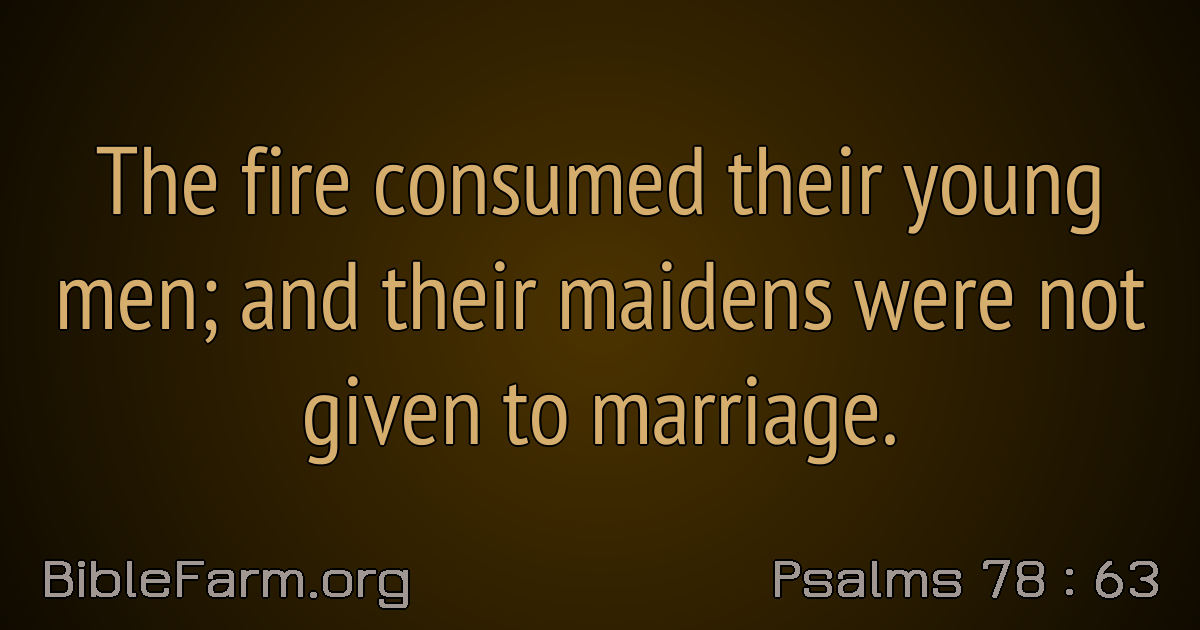 The fire consumed their young
men; and their maidens were not
given to marriage.
BibleFarm.org
Psalms 78 : 63